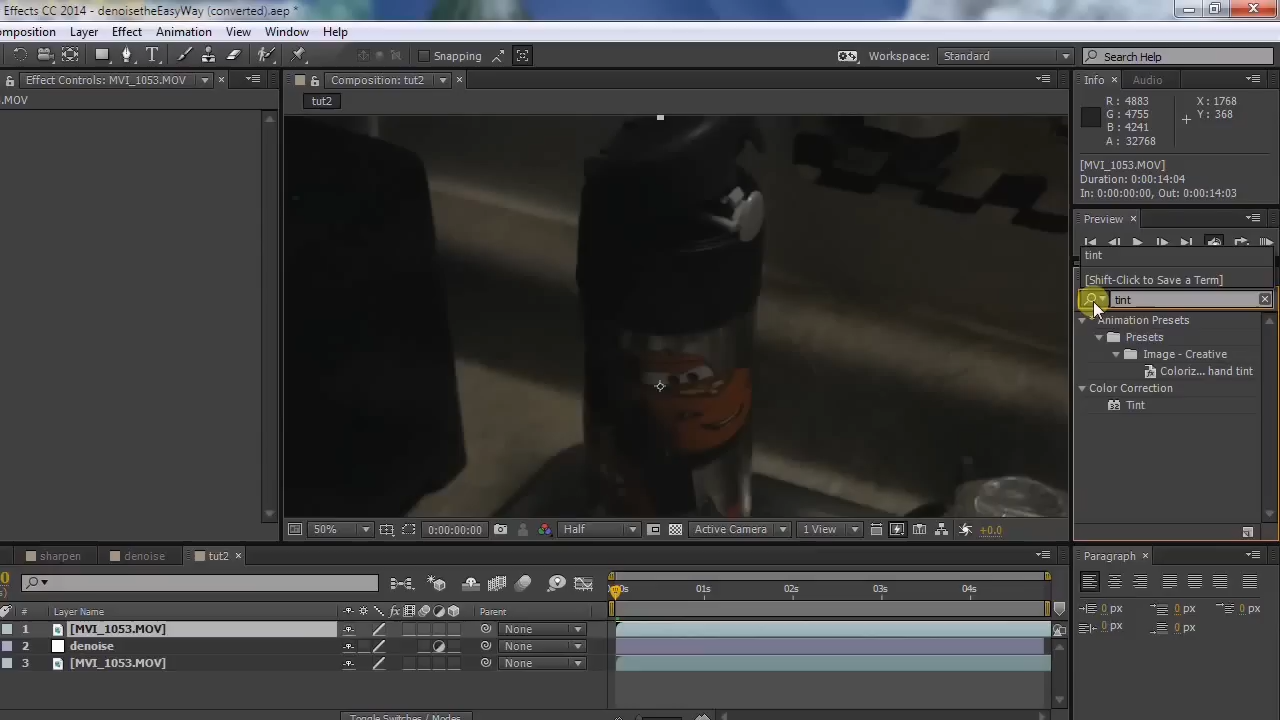 Effects CC 2014 - denoisetheEasyWay (converted).aep *
omposition Layer Effect Animation View Window Help
Snapping
Workspace: Standard
Search Help
Effect Controls: MVI_1053.MOV
.MOV
Composition: tut2
tut2
Info
Audio
R : 4883
G : 4755
B : 4241
A : 32768
X : 1768
Y : 368
[MVI_1053.MOV]
Duration: 0:00:14:04
In: 0:00:00:00, Out: 0:00:14:03
Preview
tint
[Shift-Click to Save a Term]
tint
Animation Presets
Presets
Image - Creative
Coloriz... hand tint
Color Correction
Tint
50%
0:00:00:00
Half
Active Camera
1 View
+0.0
sharpen
denoise
tut2
Paragraph
0
s)
# Layer Name
fx
Parent
0s 01s 02s 03s 04s
1 [MVI_1053.MOV] None
2 denoise None
3 [MVI_1053.MOV] None
0 px 0 px 0 px
0 px 0 px
Toggle Switches / Modes